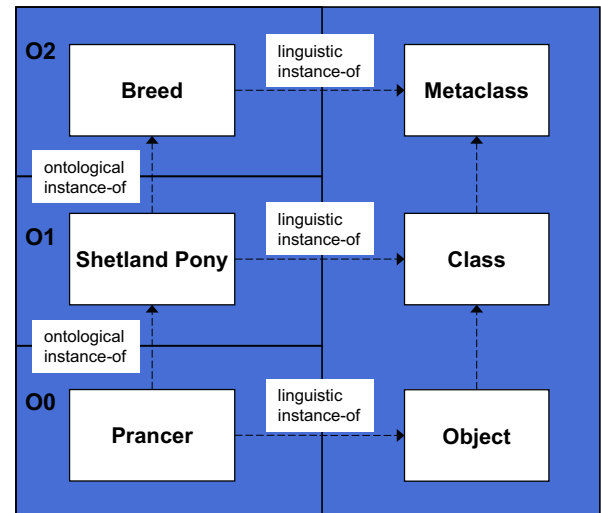 O2
linguistic
instance-of
Breed
Metaclass
ontological
instance-of
O1
linguistic
instance-of
Shetland Pony
Class
ontological
instance-of
O0
linguistic
instance-of
Prancer
Object